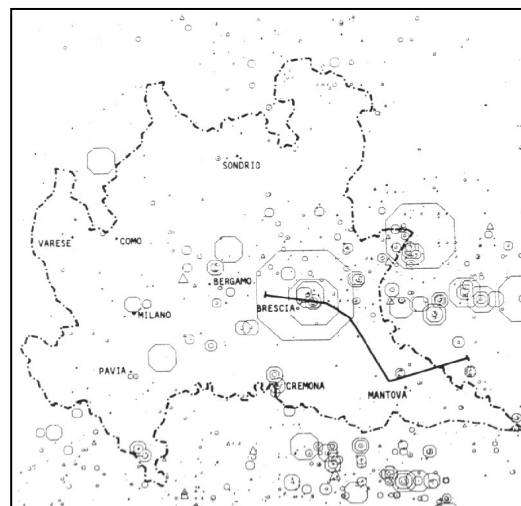 SONDRIO
VARESE
COMO
BERGAMO
BRESCIA
MILANO
PAVIA
CREMONA
MANTOVA